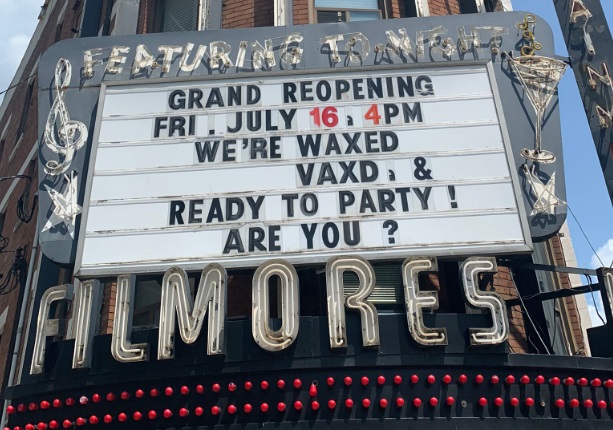 FEATURING TONIGHT
GRAND REOPENING
FRI. JULY 16, 4PM
WE'RE WAXED
VAXD, &
READY TO PARTY!
ARE YOU?
FILMORES